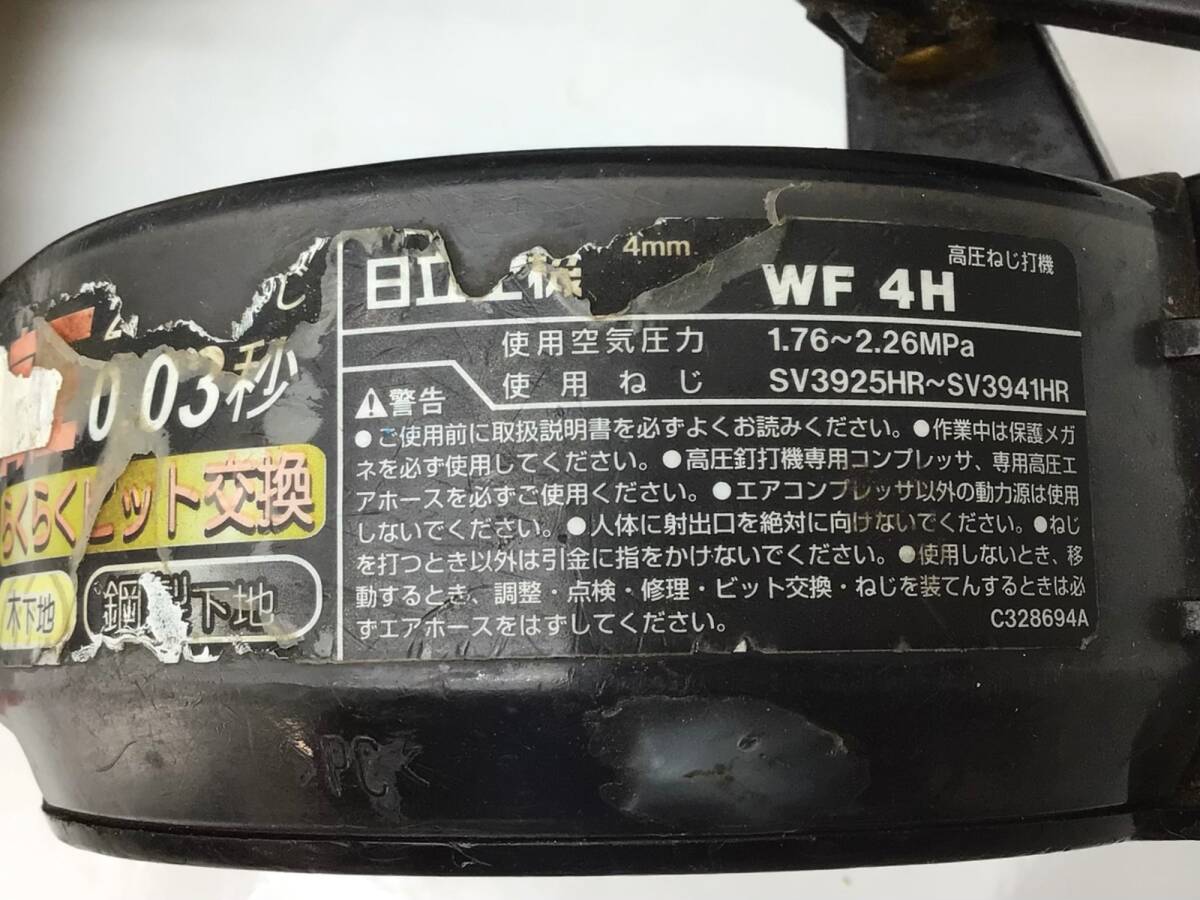 0.03秒
らくらくビット交換
木下地
鋼製下地
日立工機
4mm
高圧ねじ打機
WF 4H
使用空気圧力 1.76～2.26MPa
使用ねじ SV3925HR～SV3941HR
警告
●ご使用前に取扱説明書を必ずよくお読みください。●作業中は保護メガ
ネを必ず使用してください。●高圧釘打機専用コンプレッサ、専用高圧エ
アホースを必ずご使用ください。●エアコンプレッサ以外の動力源は使用
しないでください。●人体に射出口を絶対に向けないでください。●ねじ
を打つとき以外は引金に指をかけないでください。●使用しないとき、移
動するとき、調整・点検・修理・ビット交換・ねじを装てんするときは必
ずエアホースをはずしてください。
C328694A
PC